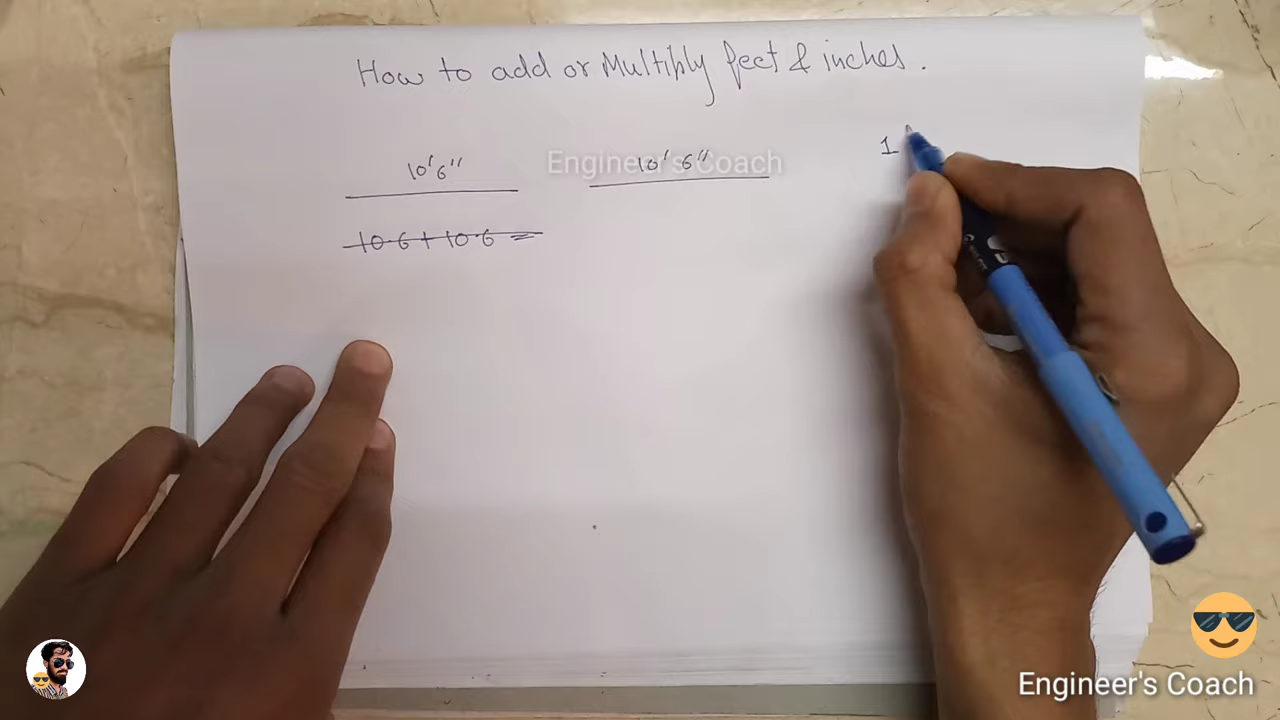 How to add or Multiply feet & inches.
Engineer's Coach
10'6" 10'6" 1
10.6 + 10.6 =
Engineer's Coach